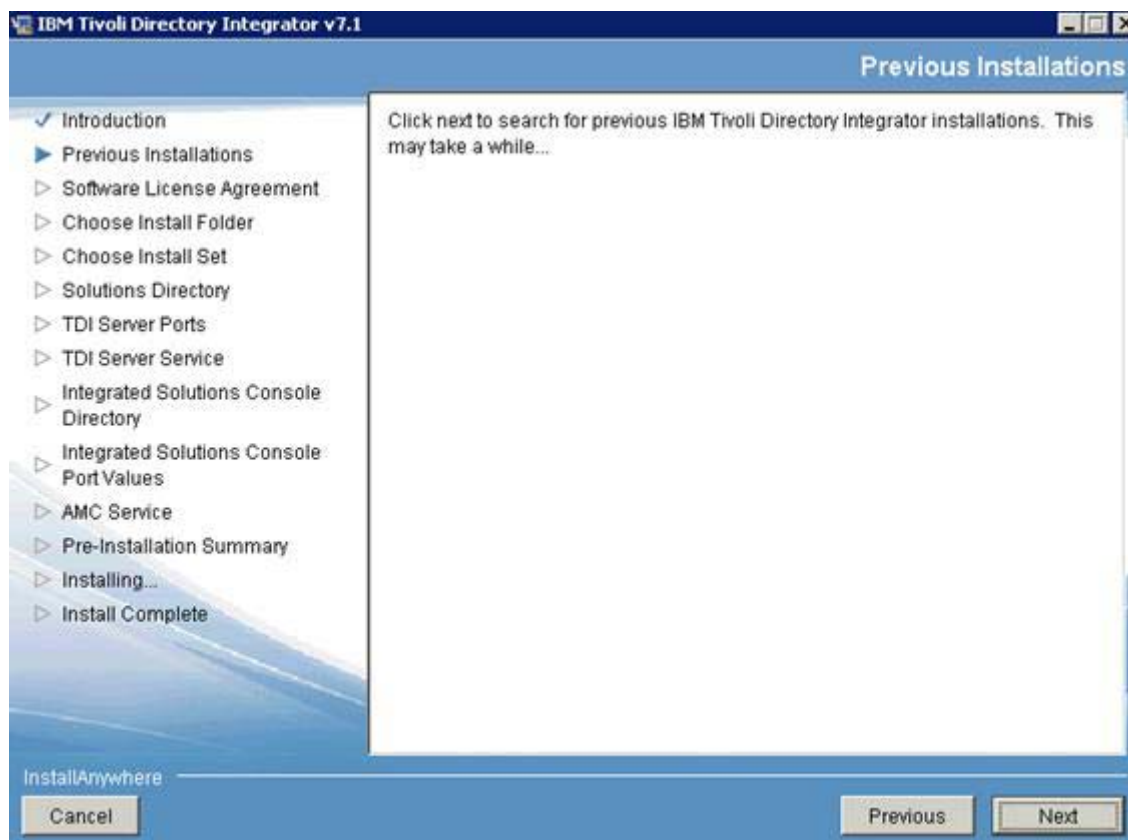 IBM Tivoli Directory Integrator v7.1
Previous Installations
Introduction
Previous Installations
Software License Agreement
Choose Install Folder
Choose Install Set
Solutions Directory
TDI Server Ports
TDI Server Service
Integrated Solutions Console
Directory
Integrated Solutions Console
Port Values
AMC Service
Pre-Installation Summary
Installing...
Install Complete
Click next to search for previous IBM Tivoli Directory Integrator installations.  This
may take a while...
InstallAnywhere
Cancel
Previous
Next